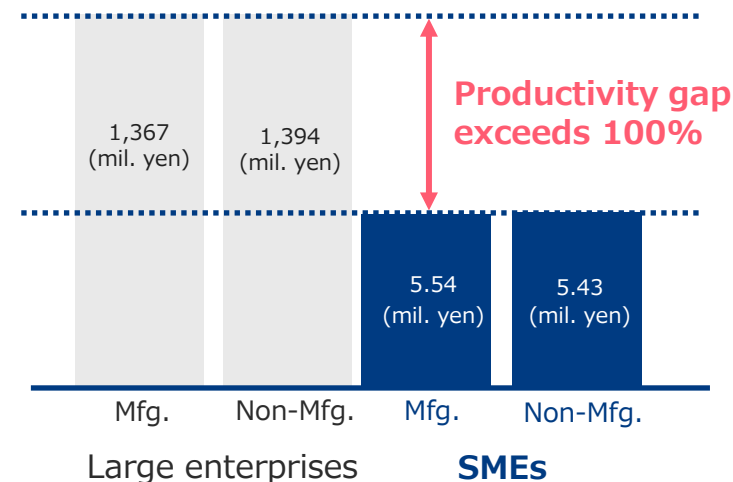 Productivity gap
exceeds 100%
1,367
(mil. yen)
1,394
(mil. yen)
5.54
(mil. yen)
5.43
(mil. yen)
Mfg.
Non-Mfg.
Mfg.
Non-Mfg.
Large enterprises
SMEs